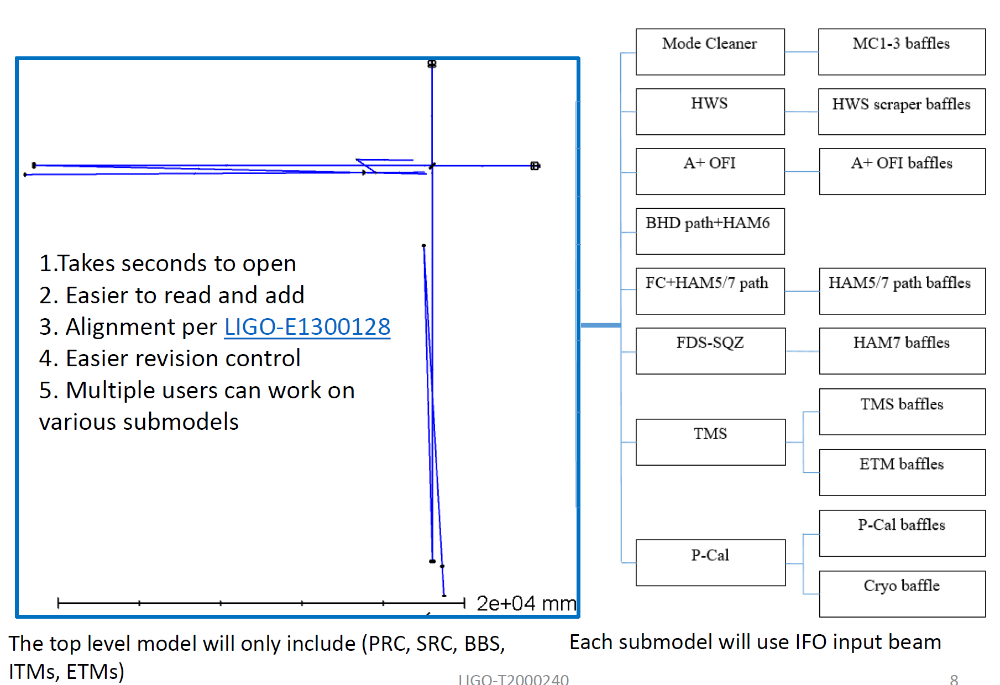 1.Takes seconds to open
2. Easier to read and add
3. Alignment per LIGO-E1300128
4. Easier revision control
5. Multiple users can work on
various submodels
2e+04 mm
The top level model will only include (PRC, SRC, BBS,
ITMs, ETMs)
Mode Cleaner
MC1-3 baffles
HWS
HWS scraper baffles
A+ OFI
A+ OFI baffles
BHD path+HAM6
FC+HAM5/7 path
HAM5/7 path baffles
FDS-SQZ
HAM7 baffles
TMS
TMS baffles
ETM baffles
P-Cal
P-Cal baffles
Cryo baffle
Each submodel will use IFO input beam
LIGO-T2000240
8